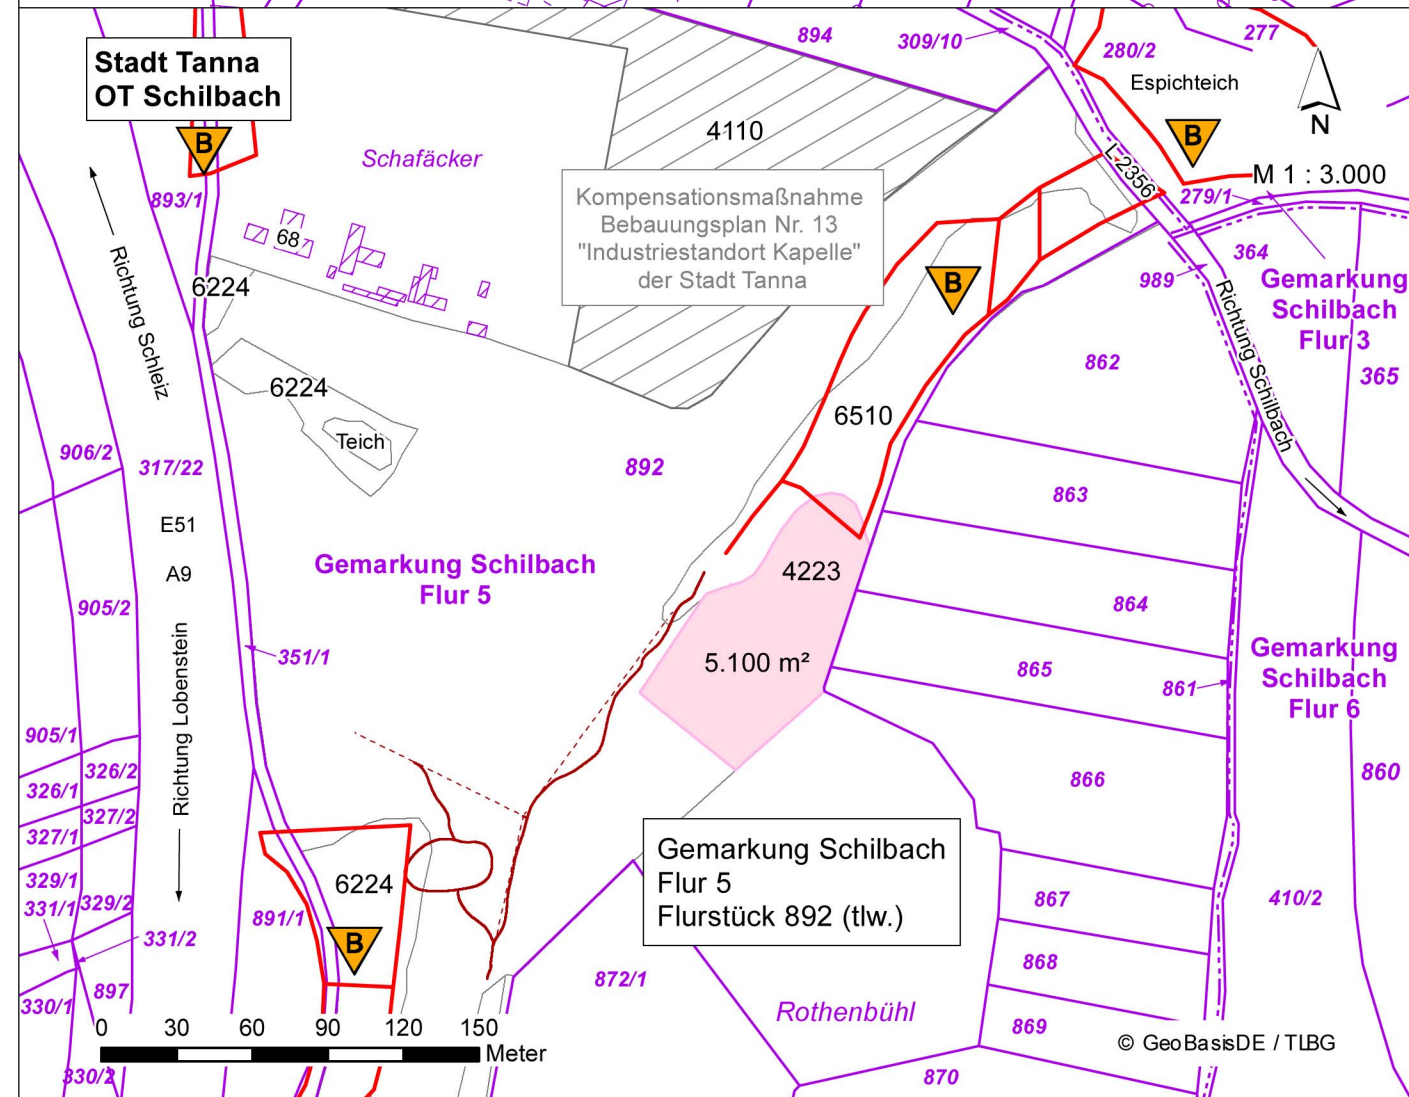 Stadt Tanna
OT Schilbach
B
894
309/10
280/2
277
Espichteich
N
B
M 1 : 3.000
4110
Schafäcker
L 2356
279/1
893/1
Kompensationsmaßnahme
Bebauungsplan Nr. 13
"Industriestandort Kapelle"
der Stadt Tanna
68
364
989
Gemarkung
Schilbach
Flur 3
6224
B
Richtung Schleiz
Richtung Schilbach
862
365
6224
6510
Teich
906/2
317/22
892
863
E51
Gemarkung Schilbach
Flur 5
A9
4223
905/2
864
351/1
5.100 m²
865
861
Gemarkung
Schilbach
Flur 6
Richtung Lobenstein
905/1
326/2
326/1
866
860
327/2
327/1
Gemarkung Schilbach
Flur 5
Flurstück 892 (tlw.)
329/1
6224
867
410/2
331/1
329/2
891/1
B
331/2
868
872/1
897
330/1
Rothenbühl
869
0 30 60 90 120 150
Meter
© GeoBasisDE / TLBG
330/2
870